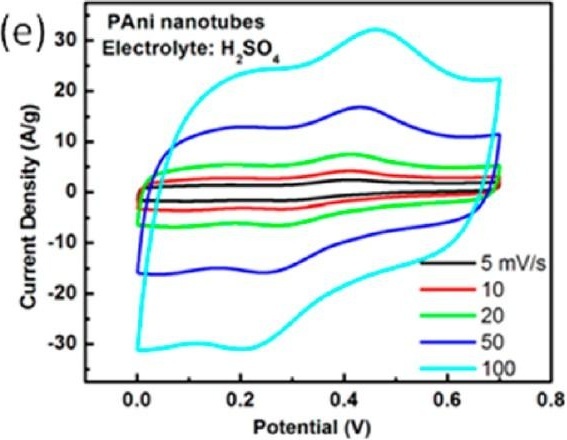 (e)
PAni nanotubes
Electrolyte: H₂SO₄
Current Density (A/g)
30
20
10
0
-10
-20
-30
5 mV/s
10
20
50
100
0.0 0.2 0.4 0.6 0.8
Potential (V)